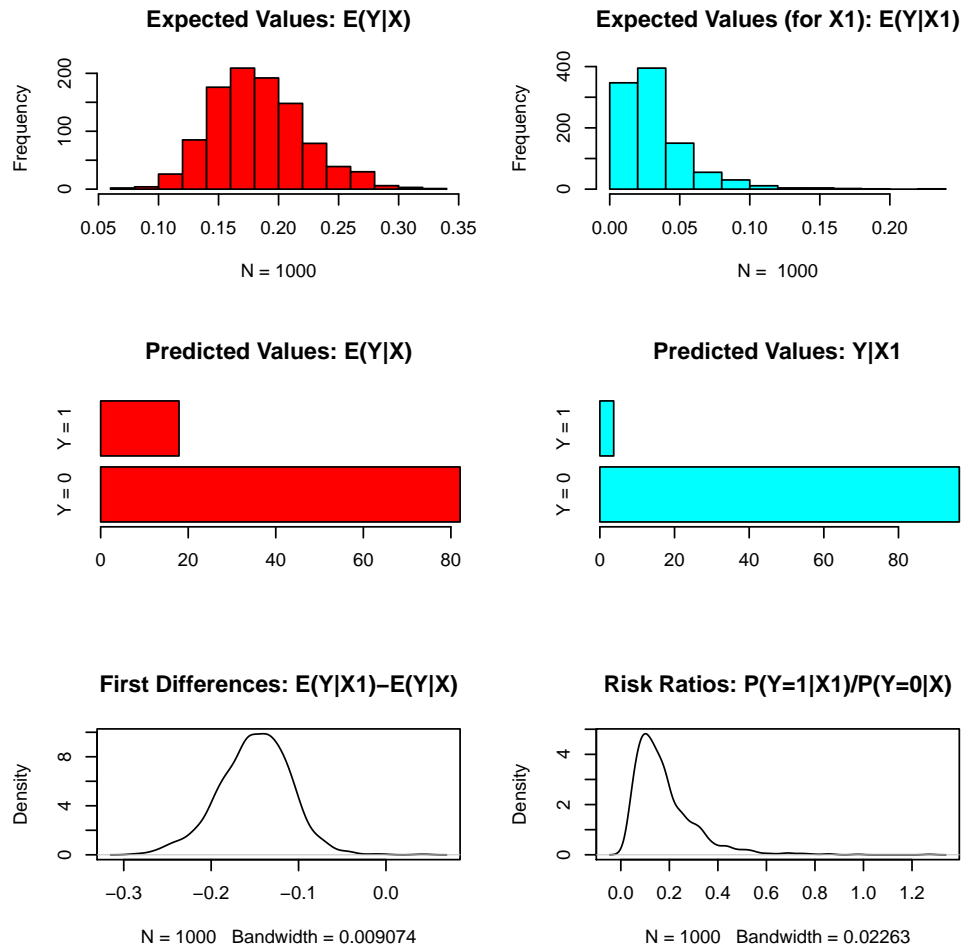 Expected Values: E(Y|X)
Frequency
0 100 200
0.05 0.10 0.15 0.20 0.25 0.30 0.35
N = 1000
Expected Values (for X1): E(Y|X1)
Frequency
0 200 400
0.00 0.05 0.10 0.15 0.20
N = 1000
Predicted Values: E(Y|X)
Y = 1
Y = 0
0 20 40 60 80
Predicted Values: Y|X1
Y = 1
Y = 0
0 20 40 60 80
First Differences: E(Y|X1)−E(Y|X)
Density
0 4 8
−0.3 −0.2 −0.1 0.0
N = 1000 Bandwidth = 0.009074
Risk Ratios: P(Y=1|X1)/P(Y=0|X)
Density
0 2 4
0.0 0.2 0.4 0.6 0.8 1.0 1.2
N = 1000 Bandwidth = 0.02263